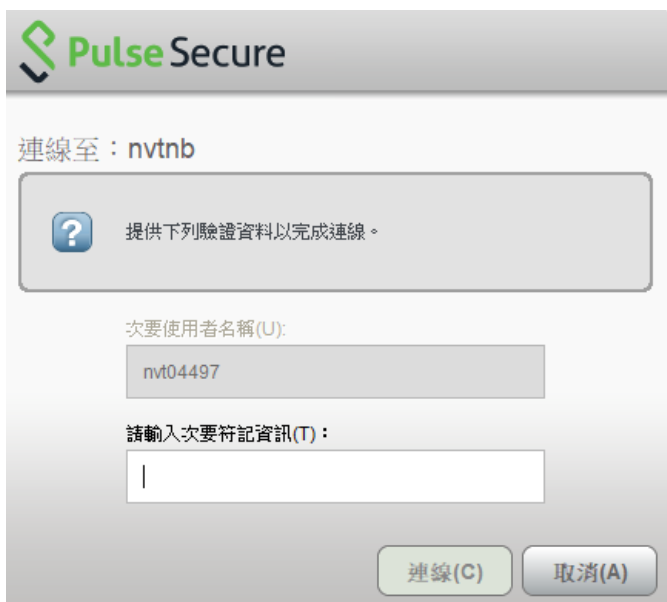 Pulse Secure
連線至：nvtnb
提供下列驗證資料以完成連線。
次要使用者名稱(U):
nvt04497
請輸入次要符記資訊(T)：
連線(C)
取消(A)